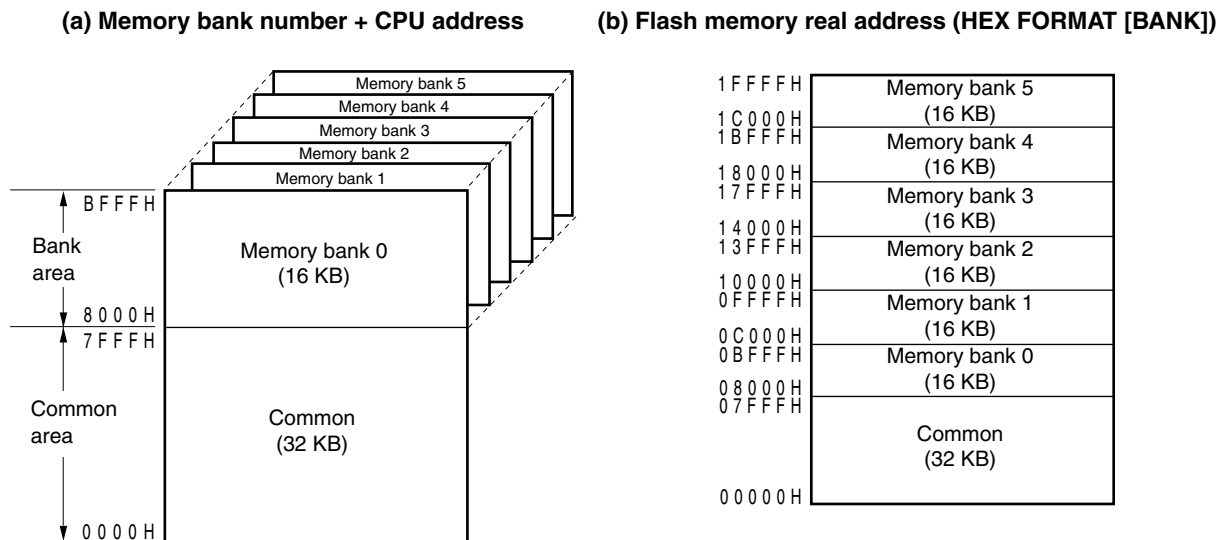 (a) Memory bank number + CPU address
Memory bank 5
Memory bank 4
Memory bank 3
Memory bank 2
Memory bank 1
BFFFH
Bank
area
Memory bank 0
(16 KB)
8000H
7FFFH
Common
area
Common
(32 KB)
0000H
(b) Flash memory real address (HEX FORMAT [BANK])
1FFFFH
Memory bank 5
(16 KB)
1C000H
1BFFFH
Memory bank 4
(16 KB)
18000H
17FFFH
Memory bank 3
(16 KB)
14000H
13FFFH
Memory bank 2
(16 KB)
10000H
0FFFFH
Memory bank 1
(16 KB)
0C000H
0BFFFH
Memory bank 0
(16 KB)
08000H
07FFFH
Common
(32 KB)
00000H